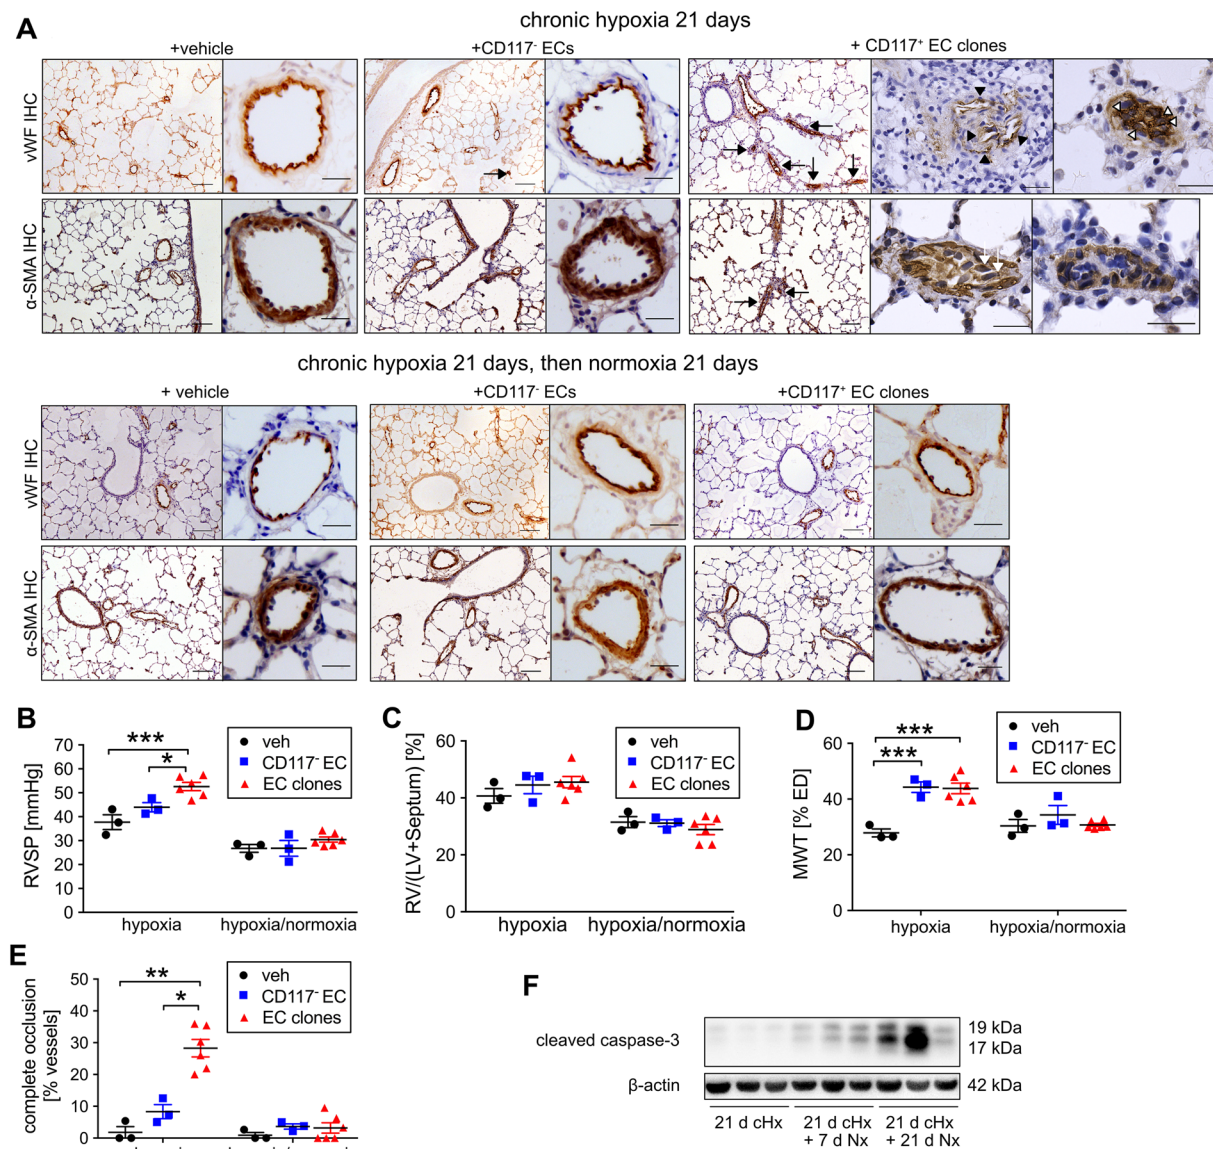 A
chronic hypoxia 21 days
+vehicle
+CD117⁻ ECs
+ CD117⁺ EC clones
vWF IHC
α-SMA IHC
chronic hypoxia 21 days, then normoxia 21 days
+ vehicle
+CD117⁻ ECs
+CD117⁺ EC clones
vWF IHC
α-SMA IHC
B
RVSP [mmHg]
70
60
50
40
30
20
10
0
***
*
veh
CD117⁻ EC
EC clones
hypoxia
hypoxia/normoxia
C
RV/(LV+Septum) [%]
60
40
20
0
veh
CD117⁻ EC
EC clones
hypoxia
hypoxia/normoxia
D
MWT [% ED]
60
40
20
0
***
***
veh
CD117⁻ EC
EC clones
hypoxia
hypoxia/normoxia
E
complete occlusion
[% vessels]
50
40
30
20
10
0
**
*
veh
CD117⁻ EC
EC clones
F
cleaved caspase-3
19 kDa
17 kDa
β-actin
42 kDa
21 d cHx
21 d cHx
+ 7 d Nx
21 d cHx
+ 21 d Nx